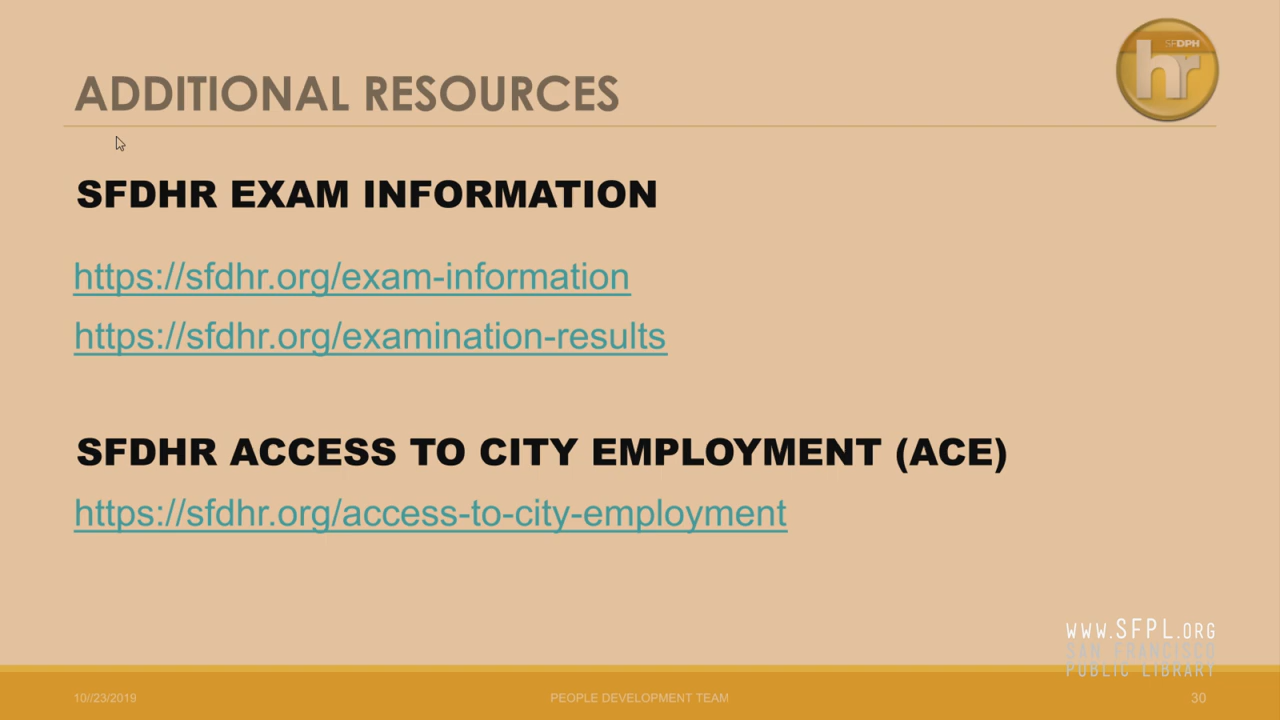 ADDITIONAL RESOURCES
SFDPH
hr
SFDHR EXAM INFORMATION
https://sfdhr.org/exam-information
https://sfdhr.org/examination-results
SFDHR ACCESS TO CITY EMPLOYMENT (ACE)
https://sfdhr.org/access-to-city-employment
WWW.SFPL.ORG
SAN FRANCISCO
PUBLIC LIBRARY
10//23/2019
PEOPLE DEVELOPMENT TEAM
30